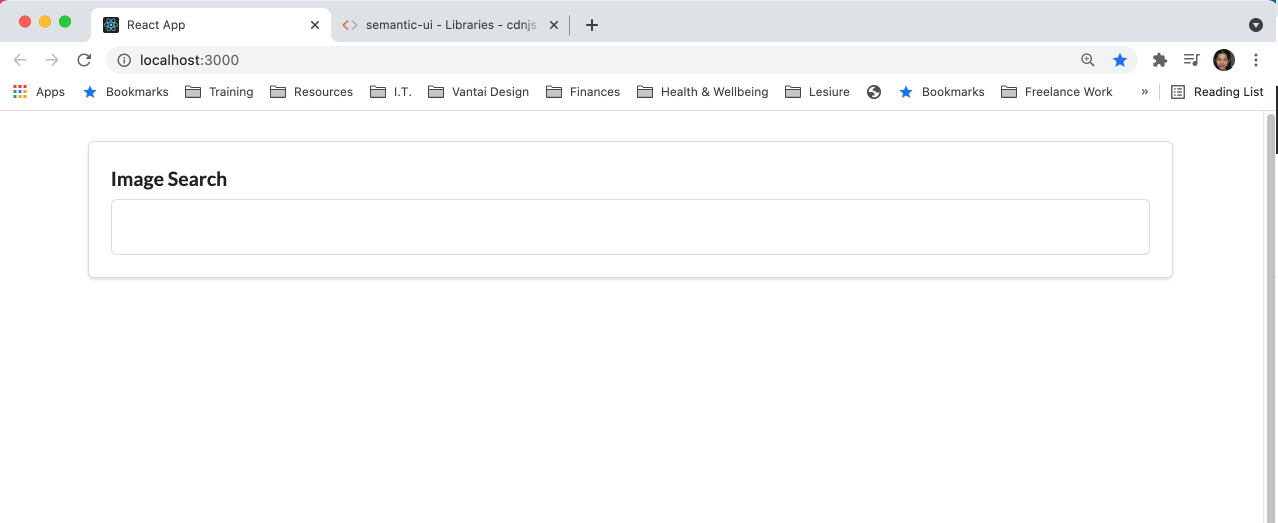 React App semantic-ui - Libraries - cdnjs
localhost:3000
Apps Bookmarks Training Resources I.T. Vantai Design Finances Health & Wellbeing Lesiure Bookmarks Freelance Work » Reading List
Image Search